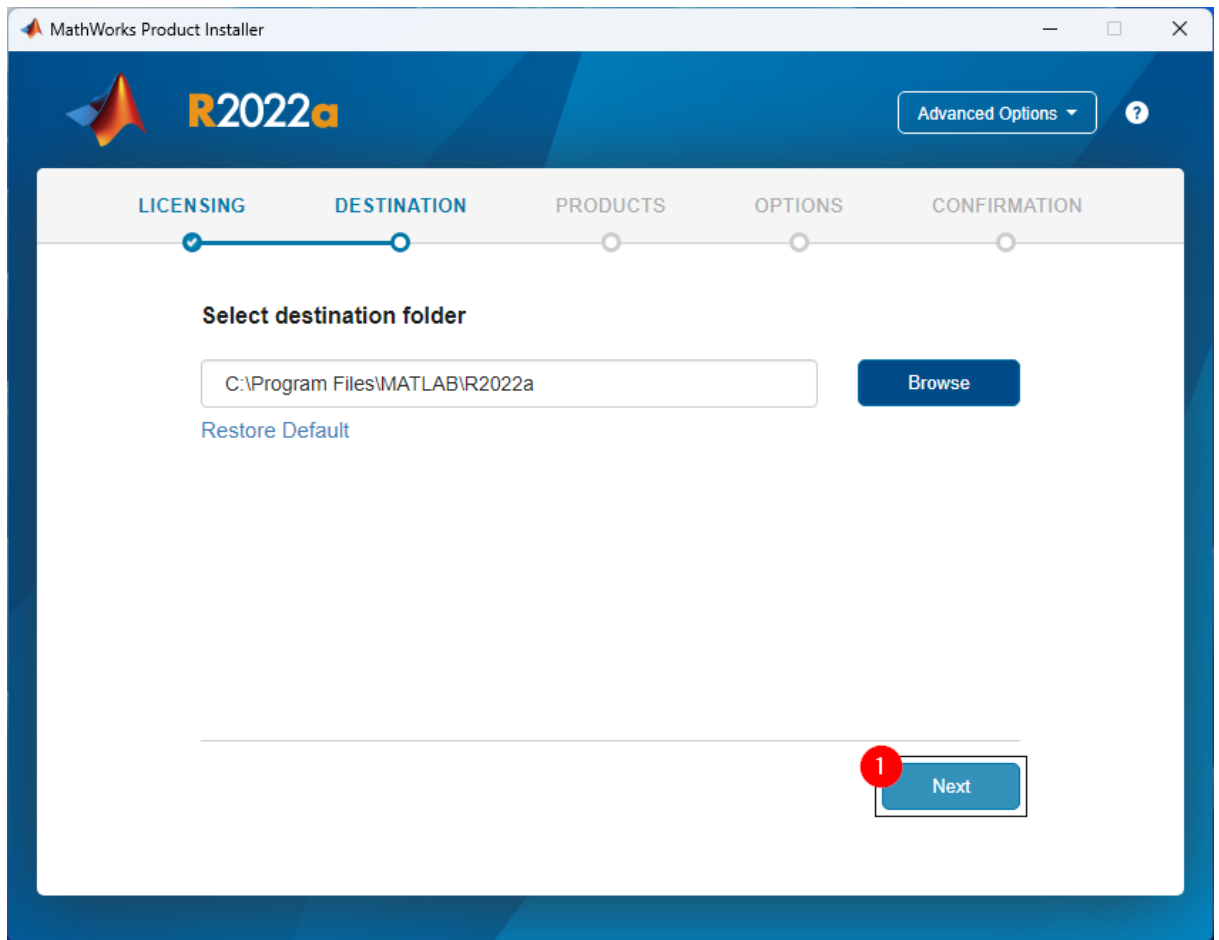 MathWorks Product Installer
R2022a
Advanced Options
?
LICENSING DESTINATION PRODUCTS OPTIONS CONFIRMATION
Select destination folder
C:\Program Files\MATLAB\R2022a
Browse
Restore Default
1
Next